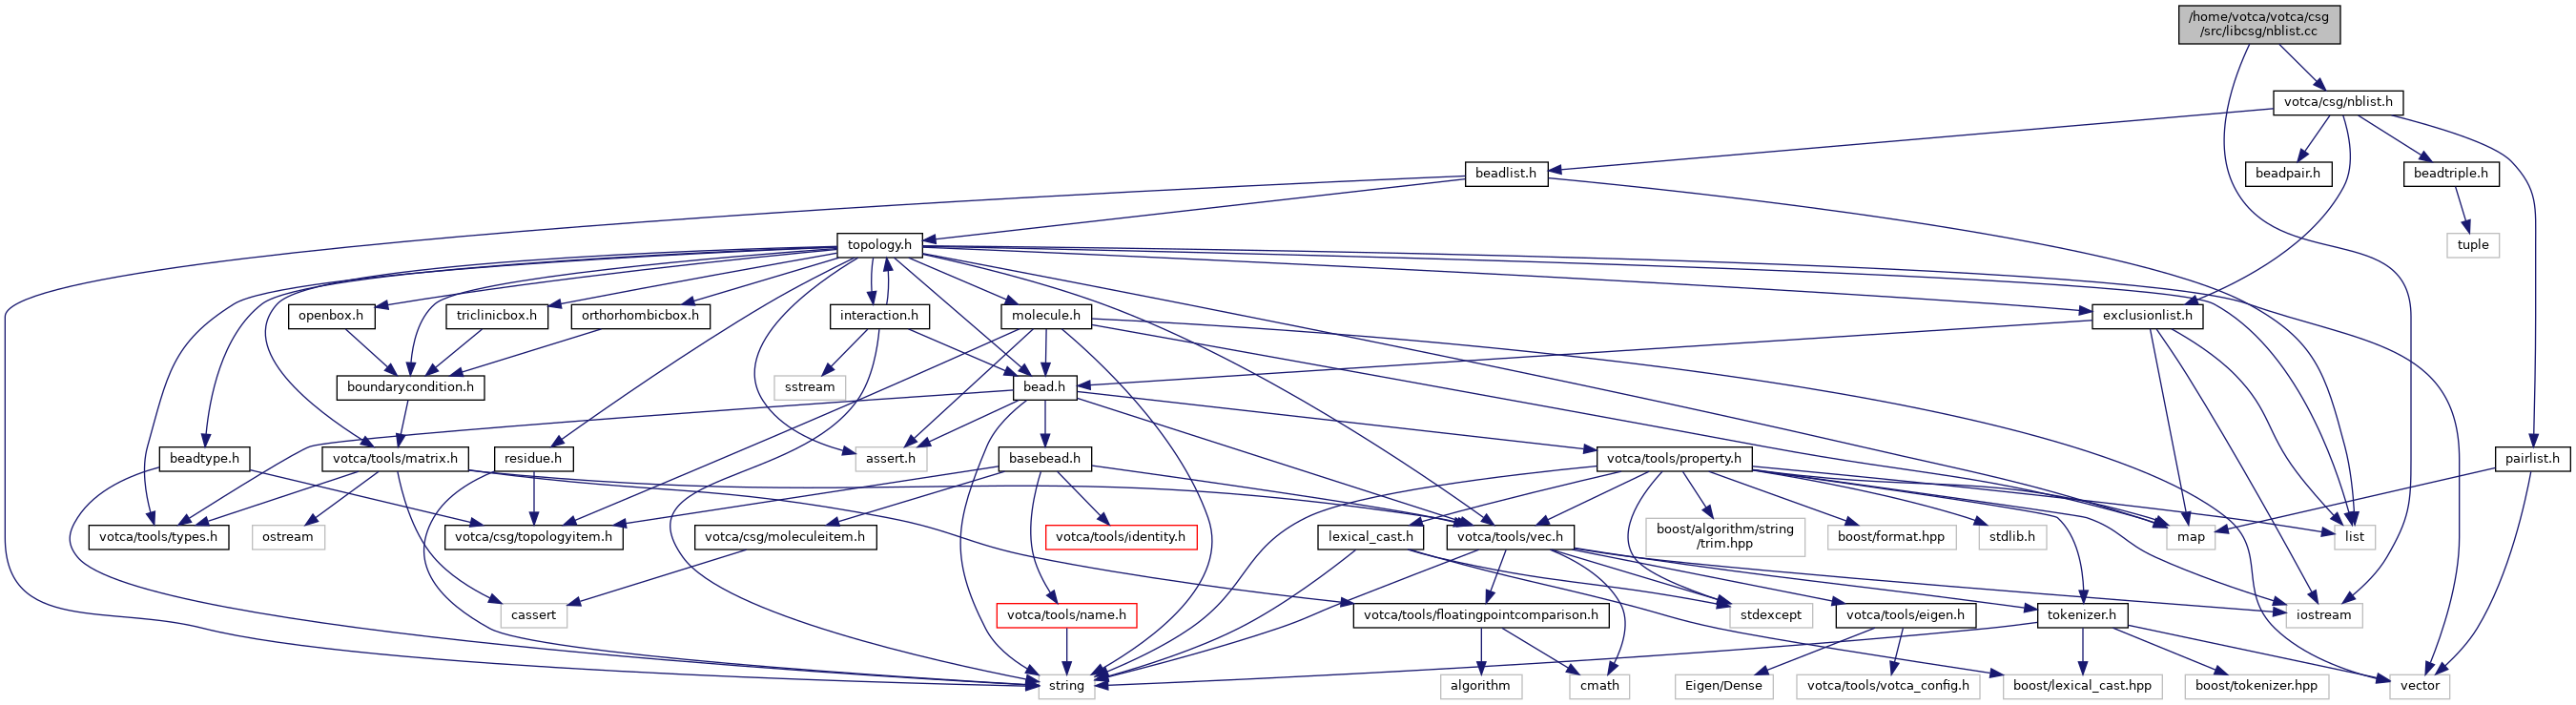 /home/votca/votca/csg
/src/libcsg/nblist.cc
votca/csg/nblist.h
beadlist.h
beadpair.h
beadtriple.h
topology.h
tuple
openbox.h
triclinicbox.h
orthorhombicbox.h
interaction.h
molecule.h
exclusionlist.h
boundarycondition.h
sstream
bead.h
beadtype.h
votca/tools/matrix.h
residue.h
assert.h
basebead.h
votca/tools/property.h
pairlist.h
votca/tools/types.h
ostream
votca/csg/topologyitem.h
votca/csg/moleculeitem.h
votca/tools/identity.h
lexical_cast.h
votca/tools/vec.h
boost/algorithm/string
/trim.hpp
boost/format.hpp
stdlib.h
map
list
cassert
votca/tools/name.h
votca/tools/floatingpointcomparison.h
stdexcept
votca/tools/eigen.h
tokenizer.h
iostream
string
algorithm
cmath
Eigen/Dense
votca/tools/votca_config.h
boost/lexical_cast.hpp
boost/tokenizer.hpp
vector